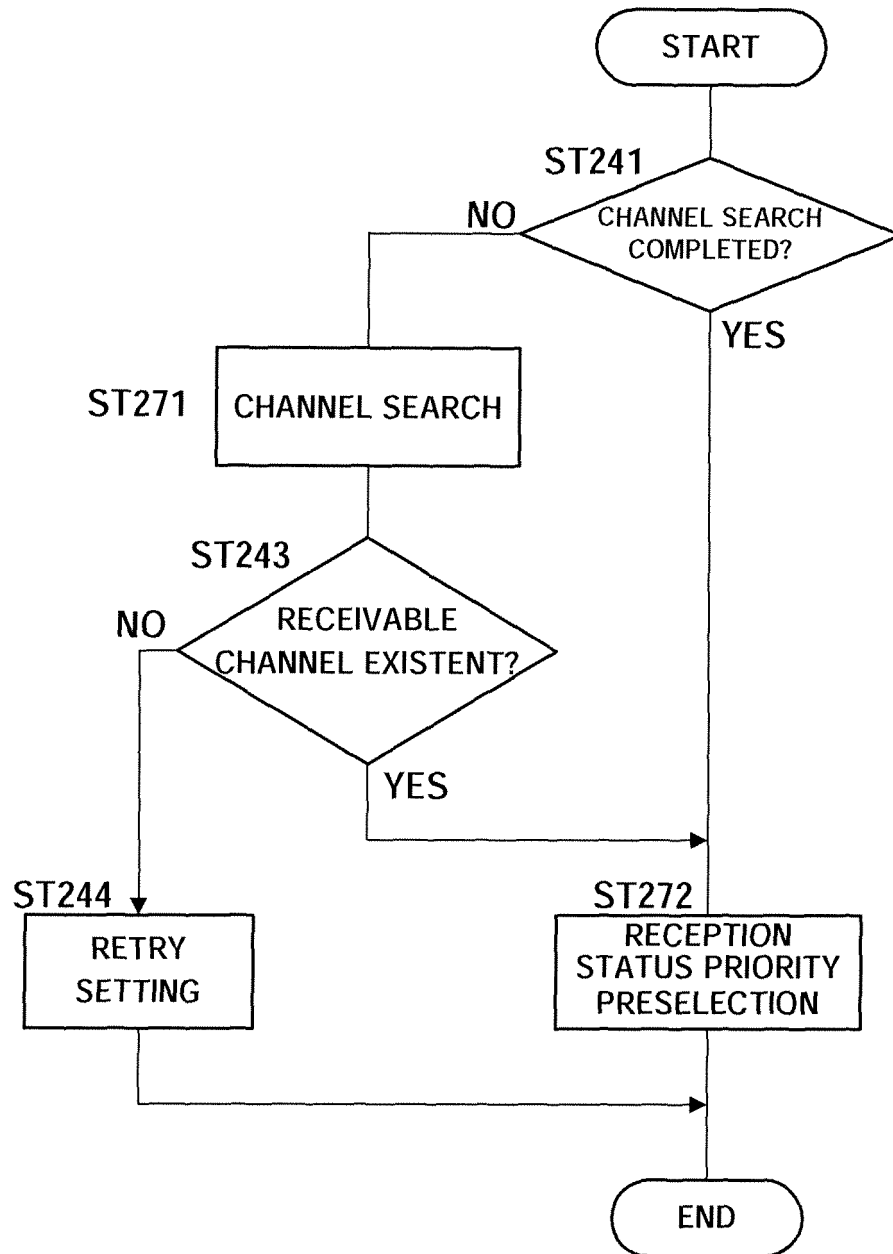 START
ST241
CHANNEL SEARCH
COMPLETED?
NO
YES
ST271
CHANNEL SEARCH
ST243
RECEIVABLE
CHANNEL EXISTENT?
NO
YES
ST244
RETRY
SETTING
ST272
RECEPTION
STATUS PRIORITY
PRESELECTION
END